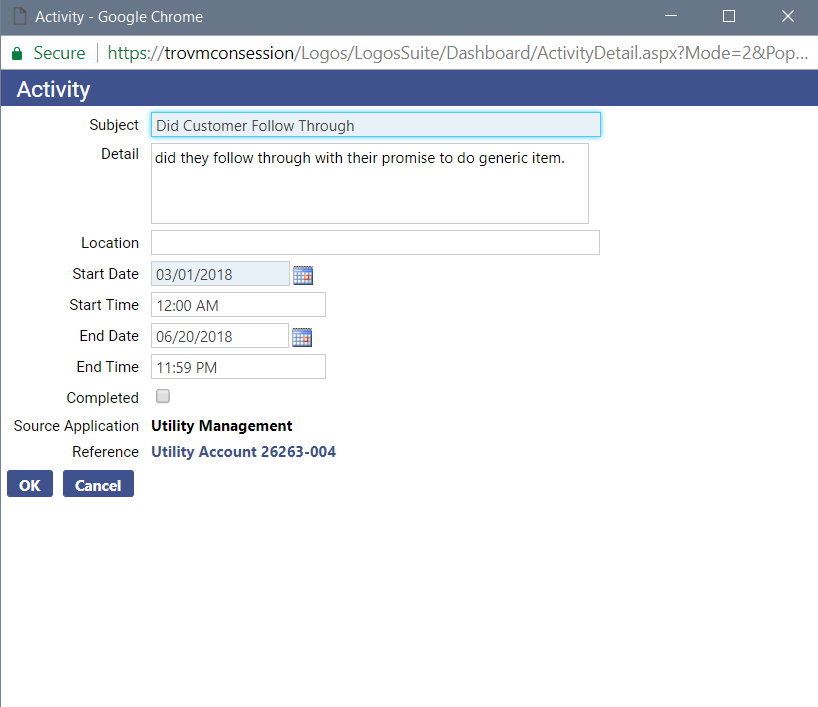 Activity - Google Chrome
Secure | https://trovmconsession/Logos/LogosSuite/Dashboard/ActivityDetail.aspx?Mode=2&Pop...
Activity
Subject Did Customer Follow Through
Detail did they follow through with their promise to do generic item.
Location
Start Date 03/01/2018
Start Time 12:00 AM
End Date 06/20/2018
End Time 11:59 PM
Completed
Source Application Utility Management
Reference Utility Account 26263-004
OK Cancel